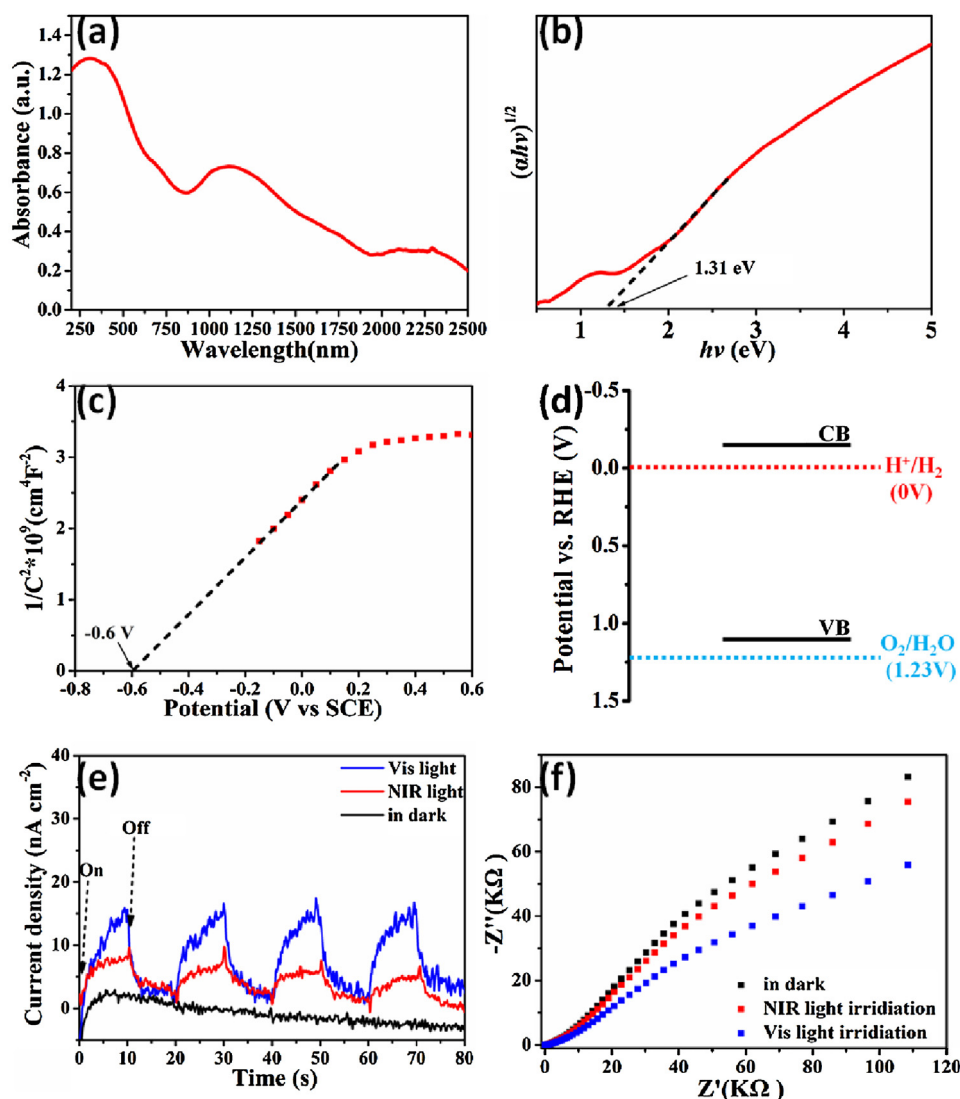 (a)
1.4
1.2
1.0
0.8
0.6
0.4
0.2
0.0
Absorbance (a.u.)
250 500 750 1000 1250 1500 1750 2000 2250 2500
Wavelength(nm)
(b)
(αhν)1/2
1.31 eV
1 2 3 4 5
hν (eV)
(c)
4
3
2
1
0
1/C2*109(cm4F-2)
-0.6 V
-0.8 -0.6 -0.4 -0.2 0.0 0.2 0.4 0.6
Potential (V vs SCE)
(d)
-0.5
0.0
0.5
1.0
1.5
Potential vs. RHE (V)
CB
H+/H2
(0V)
VB
O2/H2O
(1.23V)
(e)
40
30
20
10
0
Current density (nA cm-2)
Vis light
NIR light
in dark
On
Off
0 10 20 30 40 50 60 70 80
Time (s)
(f)
80
60
40
20
0
-Z''(KΩ)
in dark
NIR light irridiation
Vis light irridiation
0 20 40 60 80 100 120
Z'(KΩ)